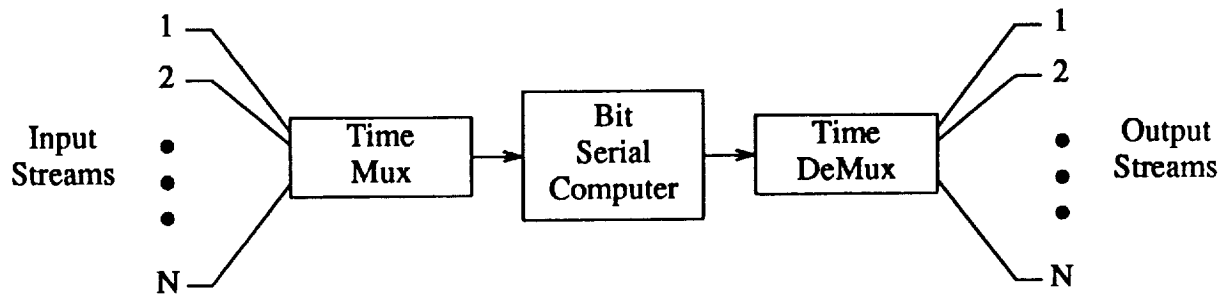 1
2
N
Input
Streams
Time
Mux
Bit
Serial
Computer
Time
DeMux
1
2
N
Output
Streams